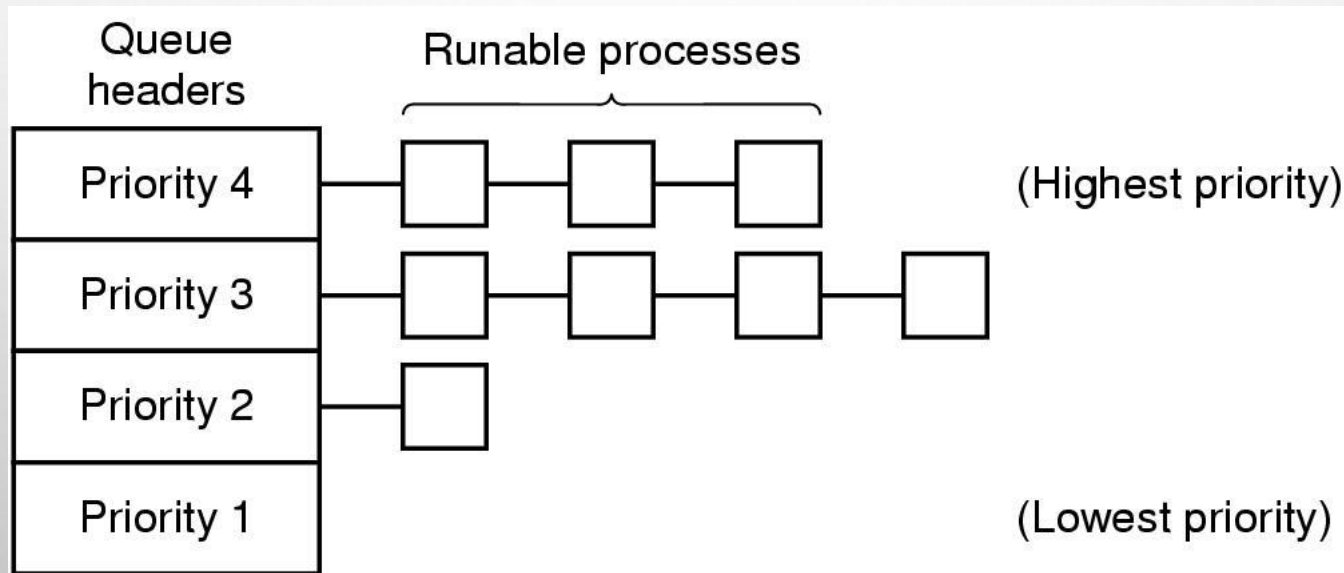 Queue
headers
Runable processes
Priority 4
(Highest priority)
Priority 3
Priority 2
Priority 1
(Lowest priority)